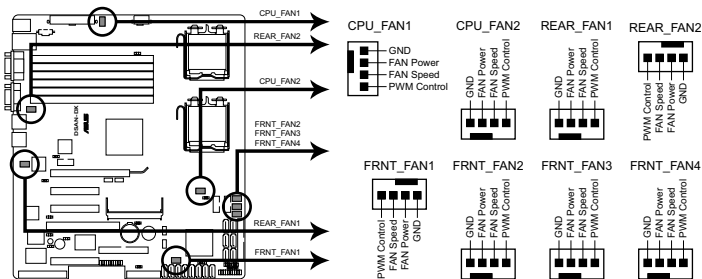 CPU_FAN1
REAR_FAN2
CPU_FAN2
FRNT_FAN2
FRNT_FAN3
FRNT_FAN4
REAR_FAN1
FRNT_FAN1
DSAN-DX
ASUS
CPU_FAN1
GND
FAN Power
FAN Speed
PWM Control
CPU_FAN2
GND
FAN Power
FAN Speed
PWM Control
REAR_FAN1
GND
FAN Power
FAN Speed
PWM Control
REAR_FAN2
PWM Control
FAN Speed
FAN Power
GND
FRNT_FAN1
PWM Control
FAN Speed
FAN Power
GND
FRNT_FAN2
GND
FAN Power
FAN Speed
PWM Control
FRNT_FAN3
GND
FAN Power
FAN Speed
PWM Control
FRNT_FAN4
GND
FAN Power
FAN Speed
PWM Control